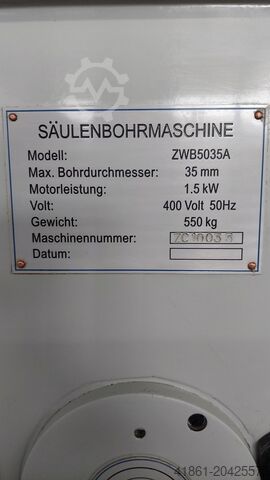 SÄULENBOHRMASCHINE
Modell: ZWB5035A
Max. Bohrdurchmesser: 35 mm
Motorleistung: 1.5 kW
Volt: 400 Volt 50Hz
Gewicht: 550 kg
Maschinennummer:
Datum:
41861-2042557